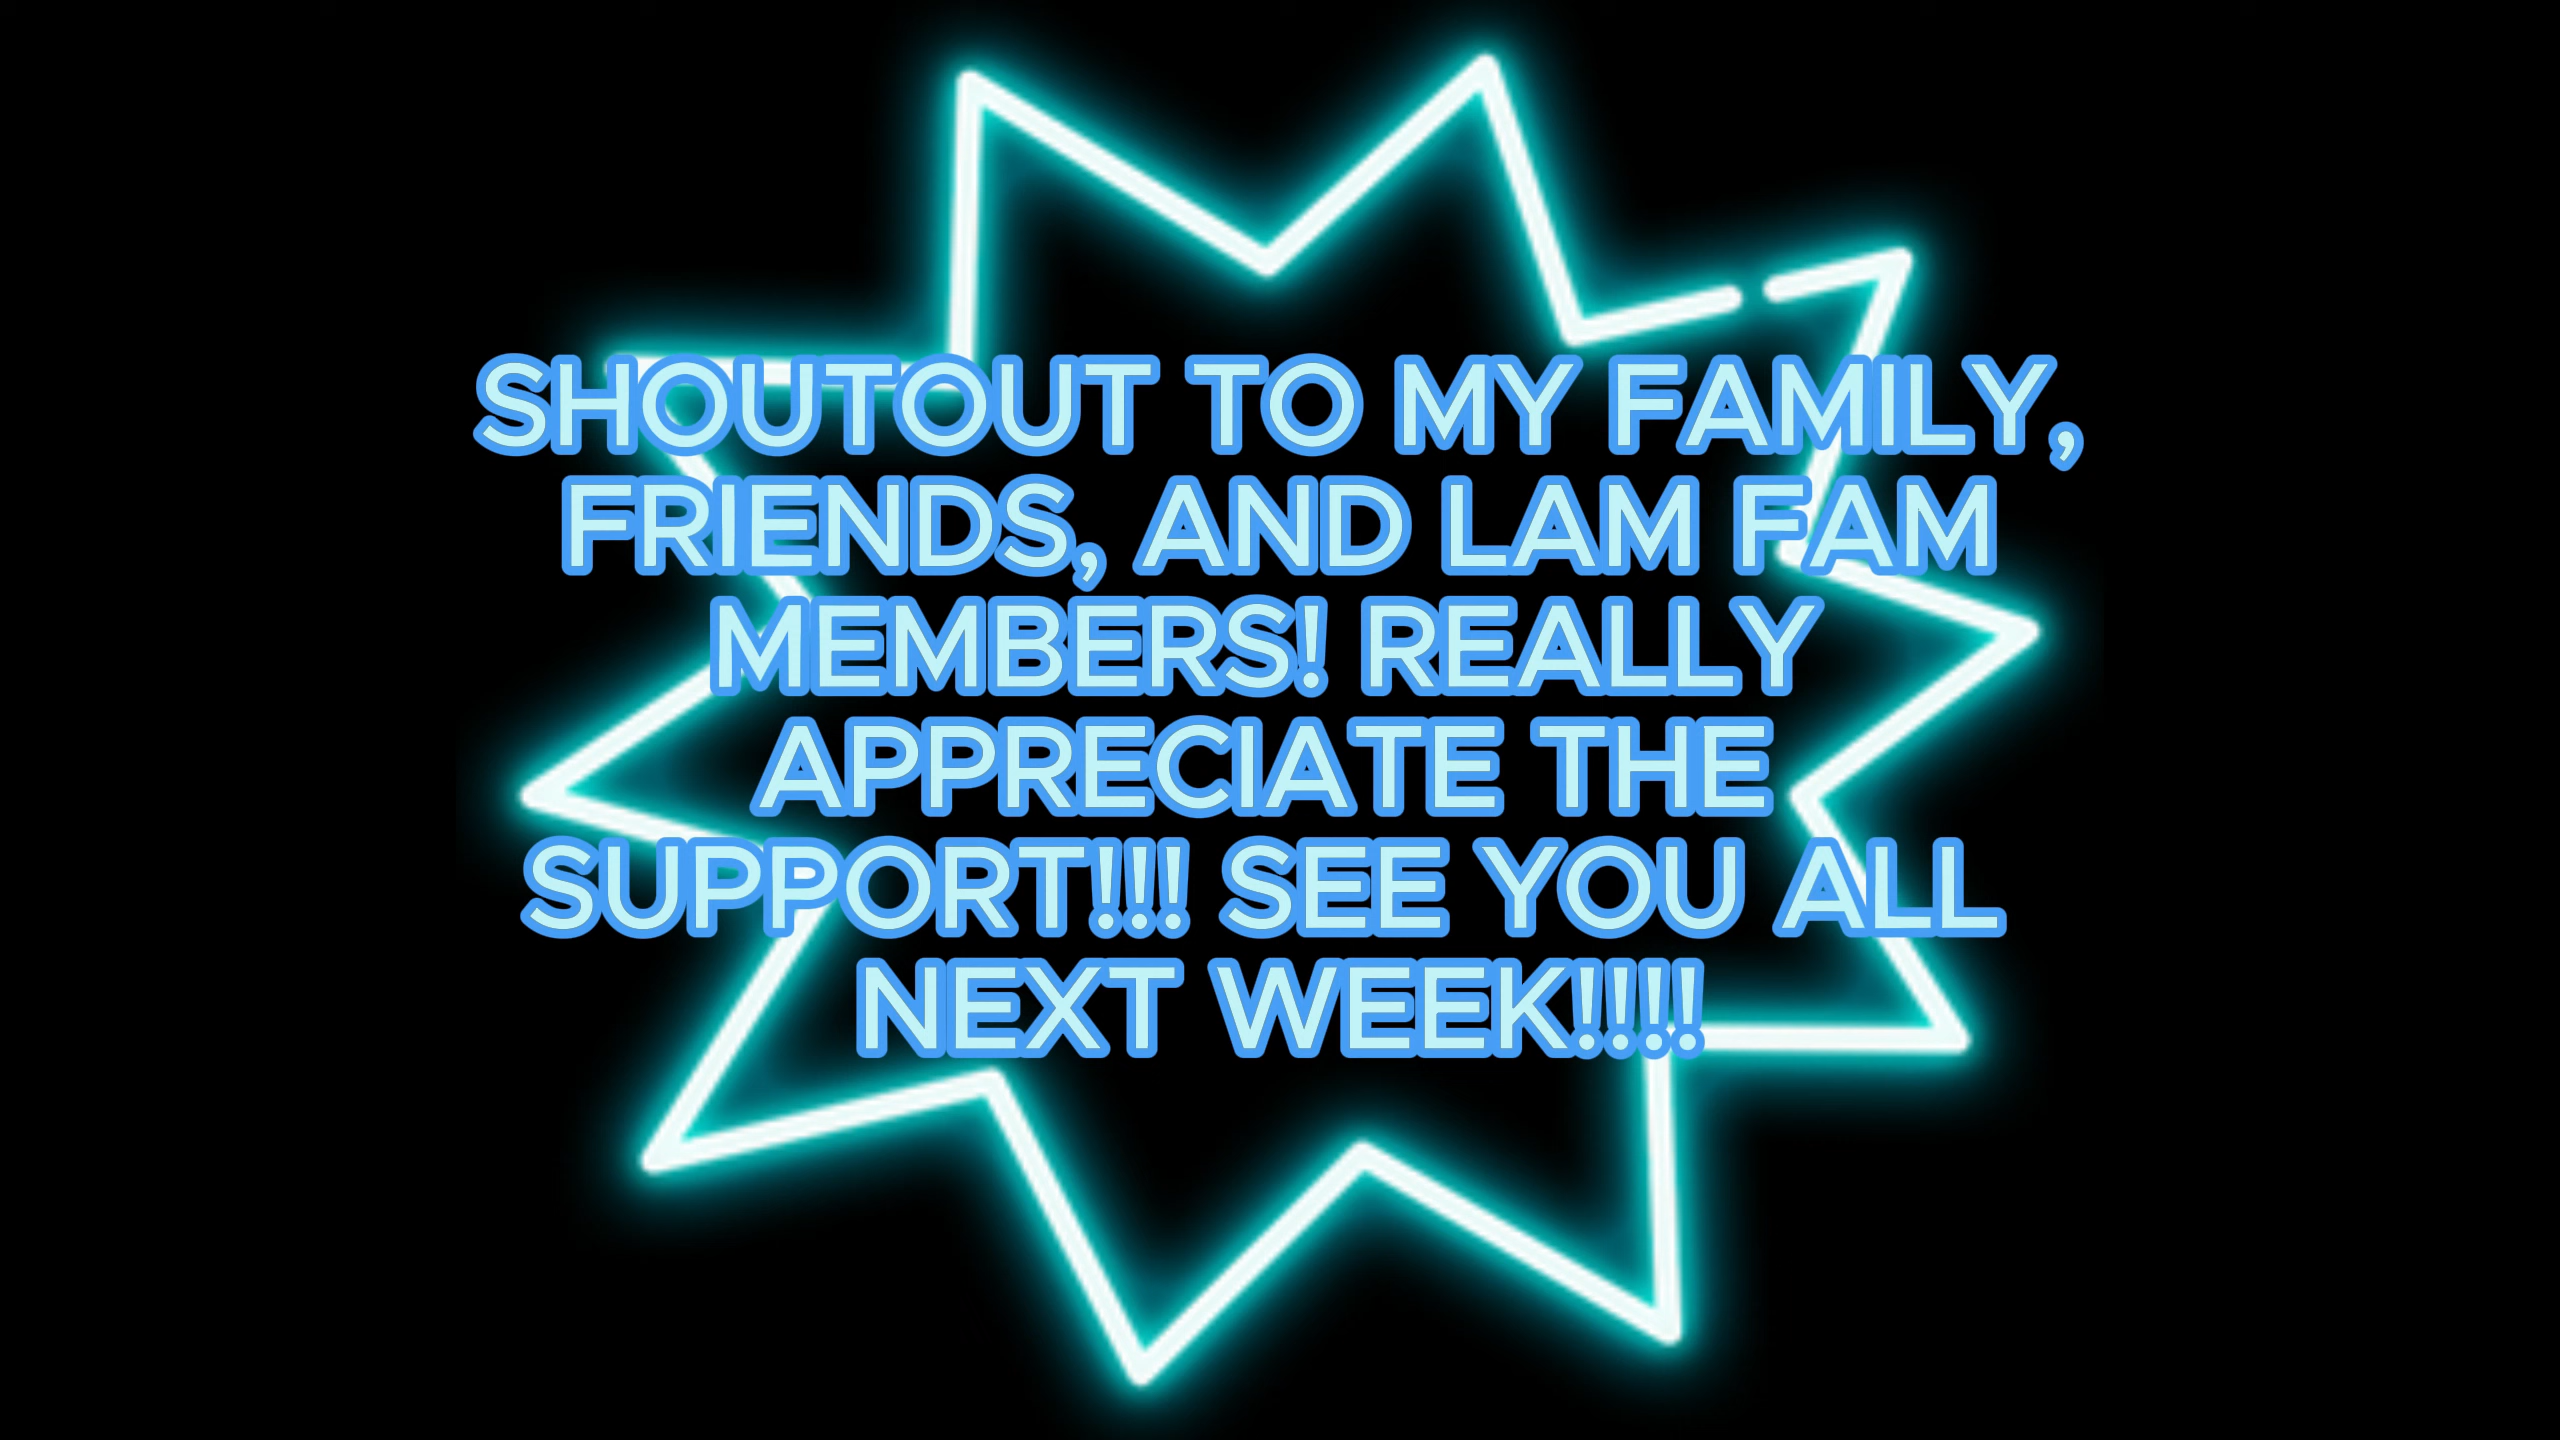 SHOUTOUT TO MY FAMILY,
FRIENDS, AND LAM FAM
MEMBERS! REALLY
APPRECIATE THE
SUPPORT!!! SEE YOU ALL
NEXT WEEK!!!!